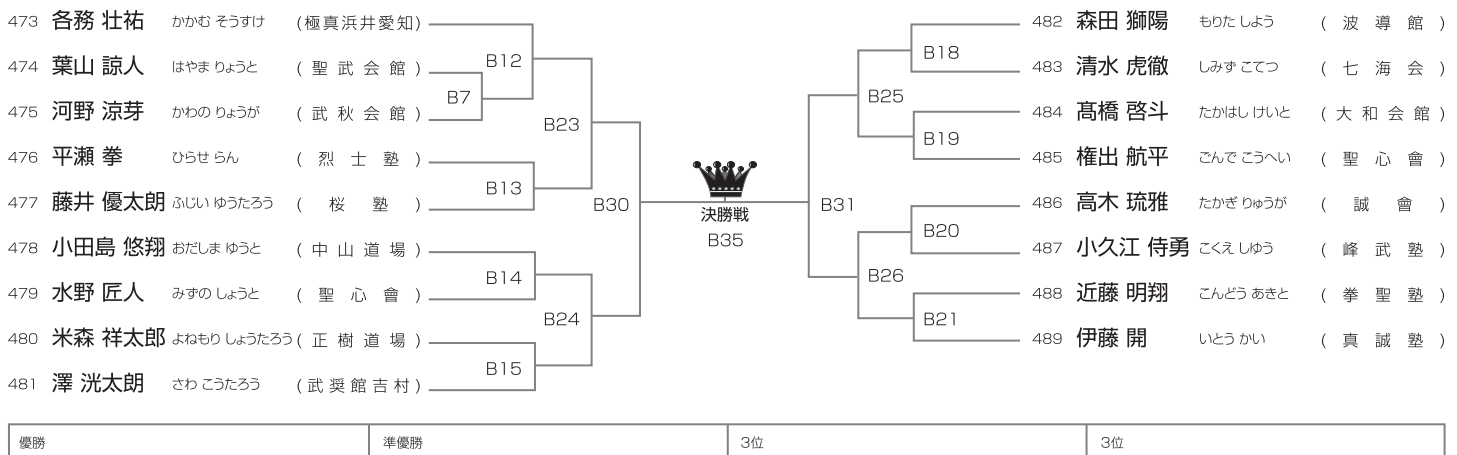 473 各務 壮祐 かかむ そうすけ (極真浜井愛知)
474 葉山 諒人 はやま りょうと (聖武会館)
475 河野 涼芽 かわの りょうが (武秋会館)
476 平瀬 拳 ひらせ らん (烈士塾)
477 藤井 優太朗 ふじい ゆうたろう (桜塾)
478 小田島 悠翔 おだしま ゆうと (中山道場)
479 水野 匠人 みずの しょうと (聖心會)
480 米森 祥太郎 よねもり しょうたろう (正樹道場)
481 澤 洸太朗 さわ こうたろう (武奨館吉村)
B7
B12
B13
B14
B15
B23
B24
B30
決勝戦
B35
B31
B25
B26
B18
B19
B20
B21
482 森田 獅陽 もりた しよう (波導館)
483 清水 虎徹 しみず こてつ (七海会)
484 髙橋 啓斗 たかはし けいと (大和会館)
485 権出 航平 ごんで こうへい (聖心會)
486 高木 琉雅 たかぎ りゅうが (誠會)
487 小久江 侍勇 こくえ しゆう (峰武塾)
488 近藤 明翔 こんどう あきと (拳聖塾)
489 伊藤 開 いとう かい (真誠塾)
優勝
準優勝
3位
3位